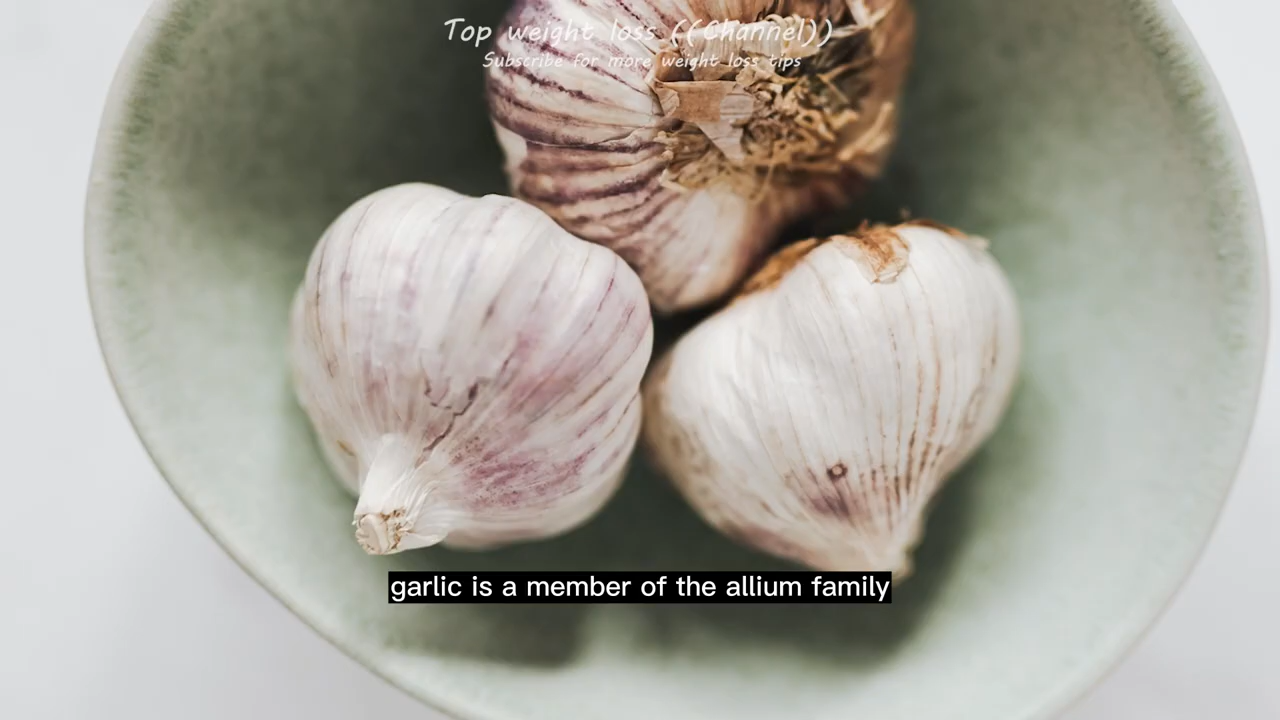 Top weight loss ((Channel))
Subscribe for more weight loss tips
garlic is a member of the allium family